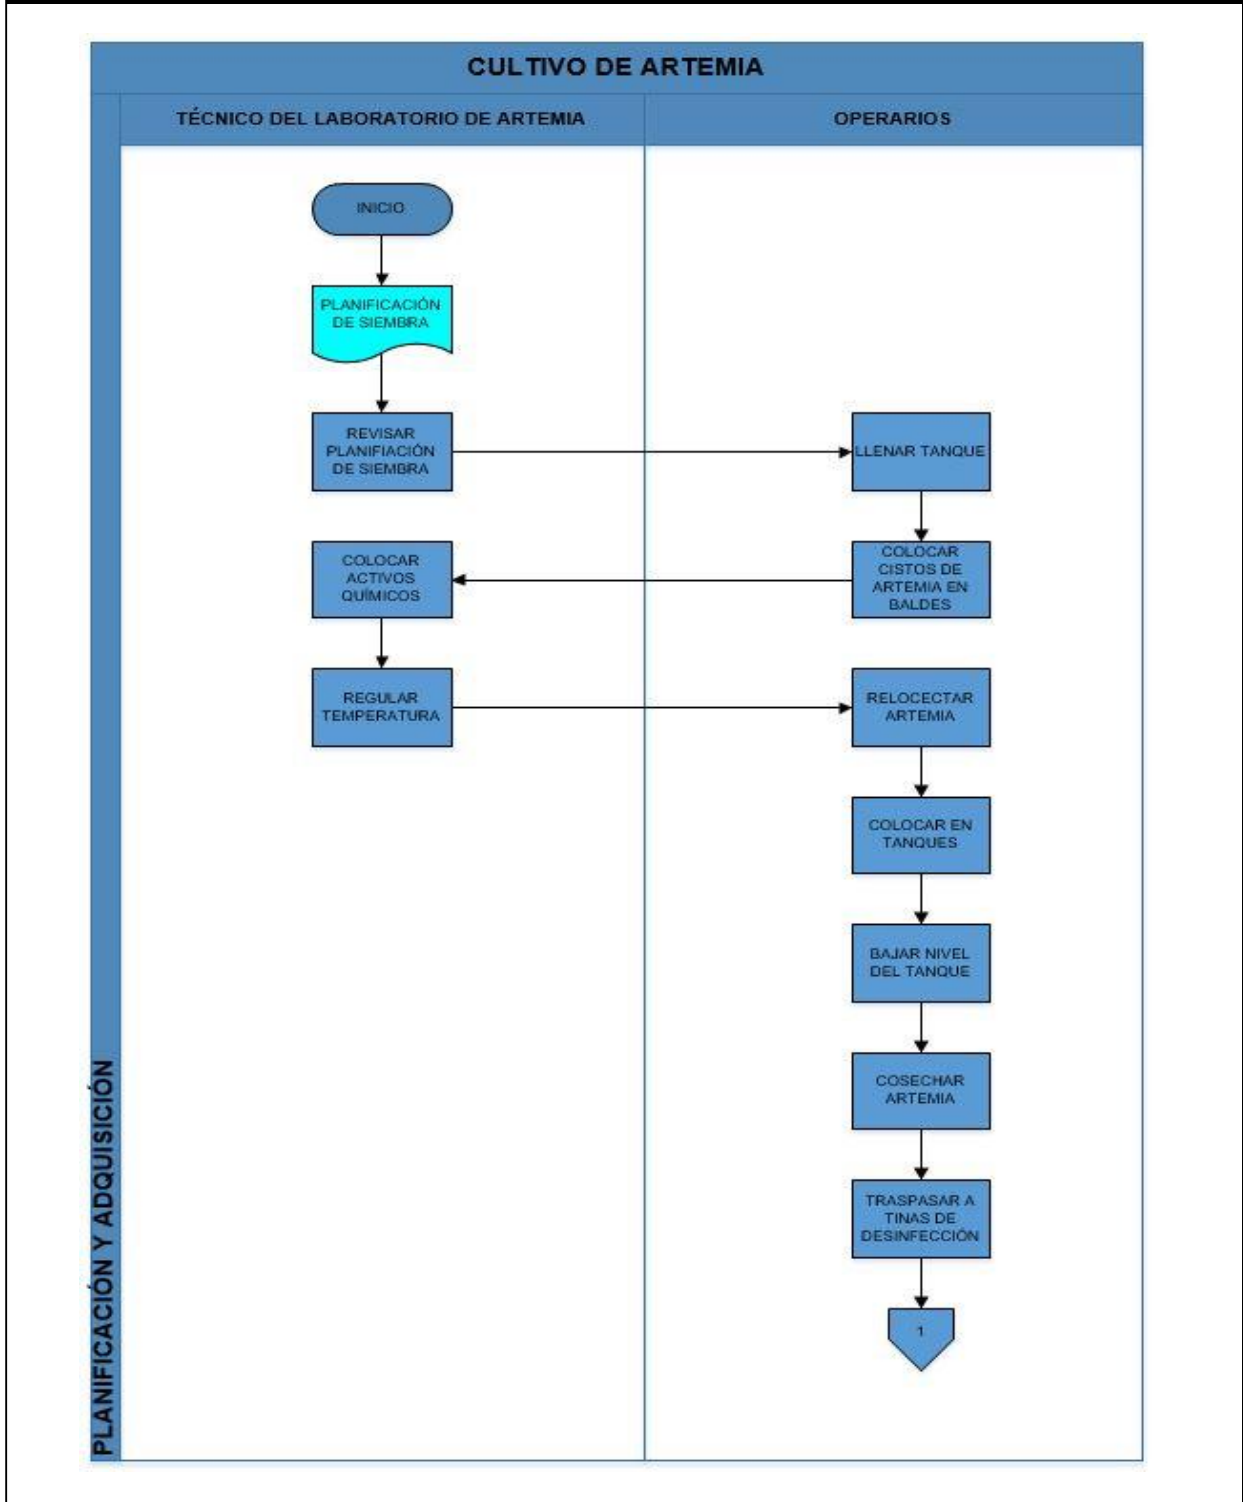 CULTIVO DE ARTEMIA
TÉCNICO DEL LABORATORIO DE ARTEMIA
OPERARIOS
PLANIFICACIÓN Y ADQUISICIÓN
INICIO
PLANIFICACIÓN
DE SIEMBRA
REVISAR
PLANIFIACIÓN
DE SIEMBRA
LLENAR TANQUE
COLOCAR
CISTOS DE
ARTEMIA EN
BALDES
COLOCAR
ACTIVOS
QUÍMICOS
REGULAR
TEMPERATURA
RELOCECTAR
ARTEMIA
COLOCAR EN
TANQUES
BAJAR NIVEL
DEL TANQUE
COSECHAR
ARTEMIA
TRASPASAR A
TINAS DE
DESINFECCIÓN
1